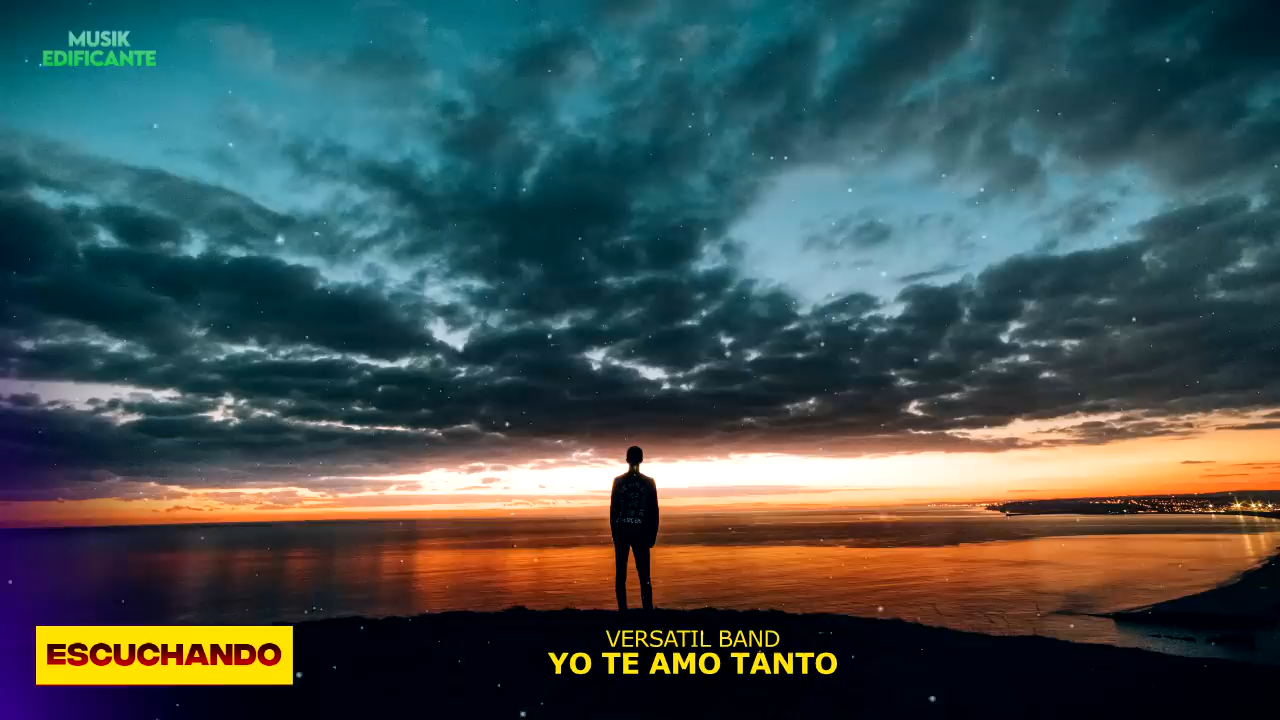 MUSIK
EDIFICANTE
ESCUCHANDO
VERSATIL BAND
YO TE AMO TANTO